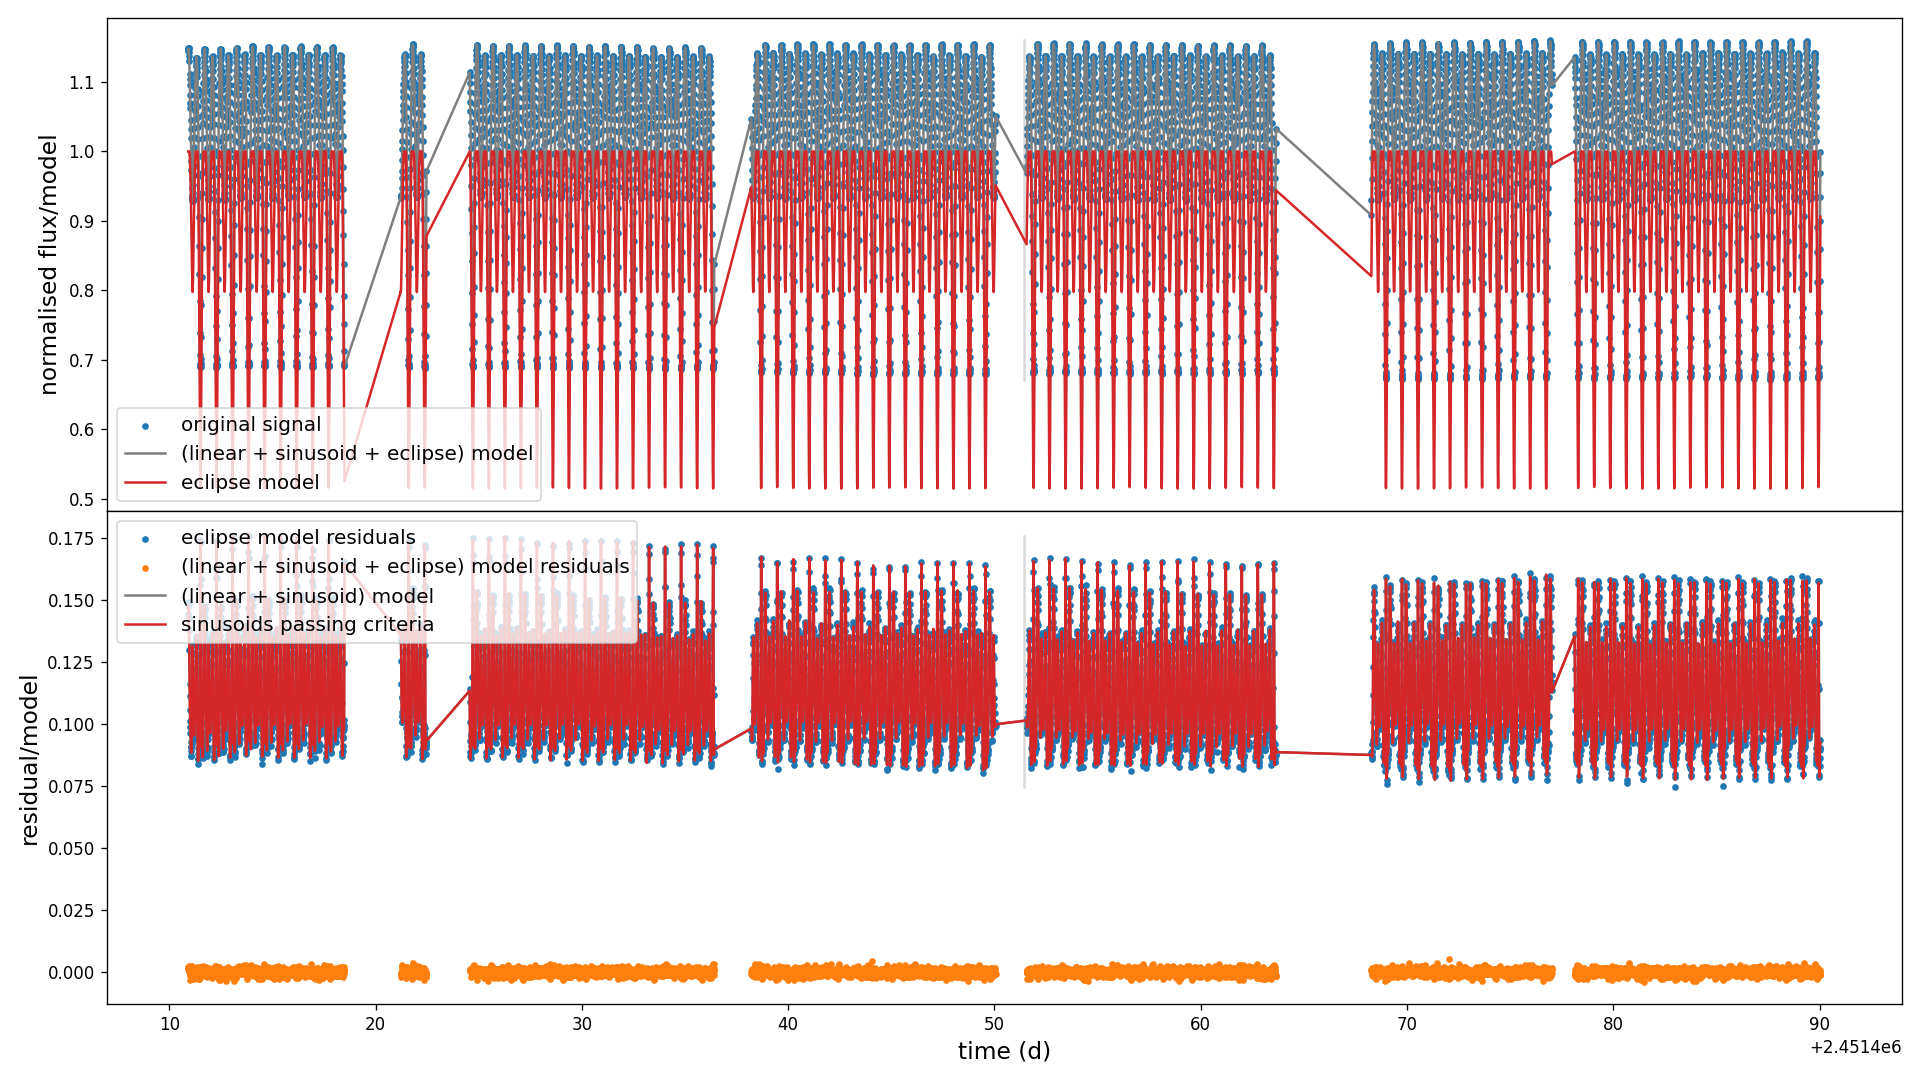 normalised flux/model
1.1
1.0
0.9
0.8
0.7
0.6
0.5
original signal
(linear + sinusoid + eclipse) model
eclipse model
residual/model
0.175
0.150
0.125
0.100
0.075
0.050
0.025
0.000
eclipse model residuals
(linear + sinusoid + eclipse) model residuals
(linear + sinusoid) model
sinusoids passing criteria
10 20 30 40 50 60 70 80 90
time (d)
+2.4514e6